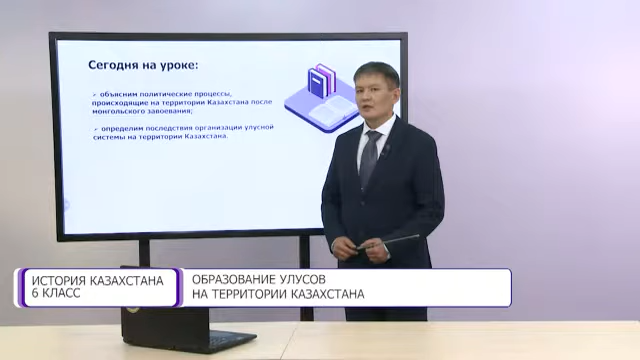 Сегодня на уроке:
➢ объясним политические процессы,
происходящие на территории Казахстана после
монгольского завоевания;
➢ определим последствия организации улусной
системы на территории Казахстана.
ИСТОРИЯ КАЗАХСТАНА
6 КЛАСС
ОБРАЗОВАНИЕ УЛУСОВ
НА ТЕРРИТОРИИ КАЗАХСТАНА